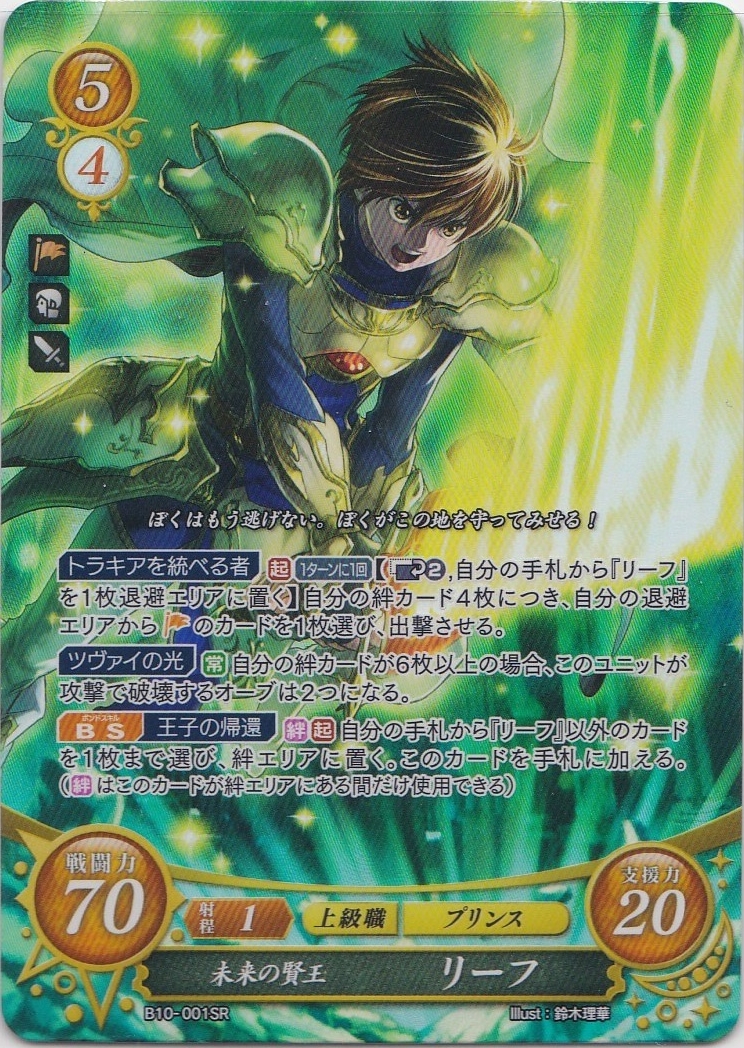 5
4
ぼくはもう逃げない。ぼくがこの地を守ってみせる！
トラキアを統べる者 起 1ターンに1回【 2,自分の手札から『リーフ』
を1枚退避エリアに置く】自分の絆カード4枚につき、自分の退避
エリアから のカードを1枚選び、出撃させる。
ツヴァイの光 常 自分の絆カードが6枚以上の場合、このユニットが
攻撃で破壊するオーブは2つになる。
ボンドスキル
BS 王子の帰還 絆 起 自分の手札から『リーフ』以外のカード
を1枚まで選び、絆エリアに置く。このカードを手札に加える。
（絆はこのカードが絆エリアにある間だけ使用できる）
戦闘力
70
射程 1 上級職 プリンス
支援力
20
未来の賢王 リーフ
B10-001SR Illust：鈴木理華